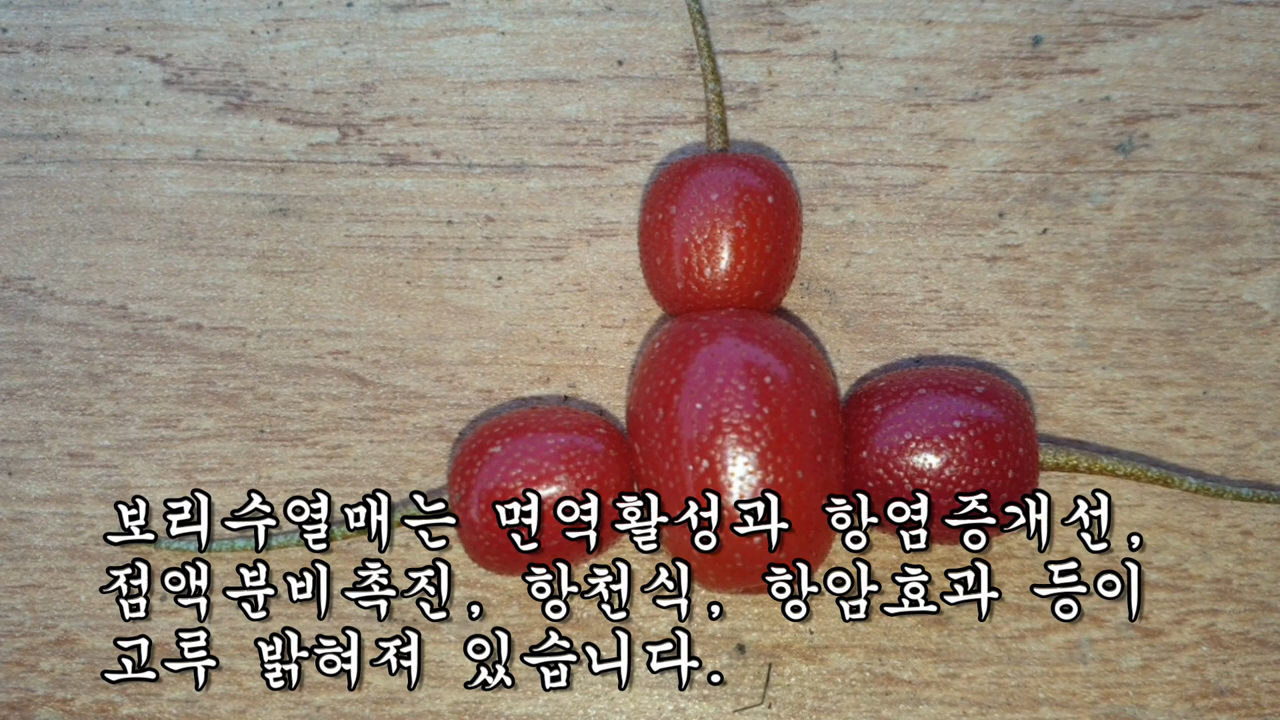 보리수열매는 면역활성과 항염증개선,
점액분비촉진, 항천식, 항암효과 등이
고루 밝혀져 있습니다.